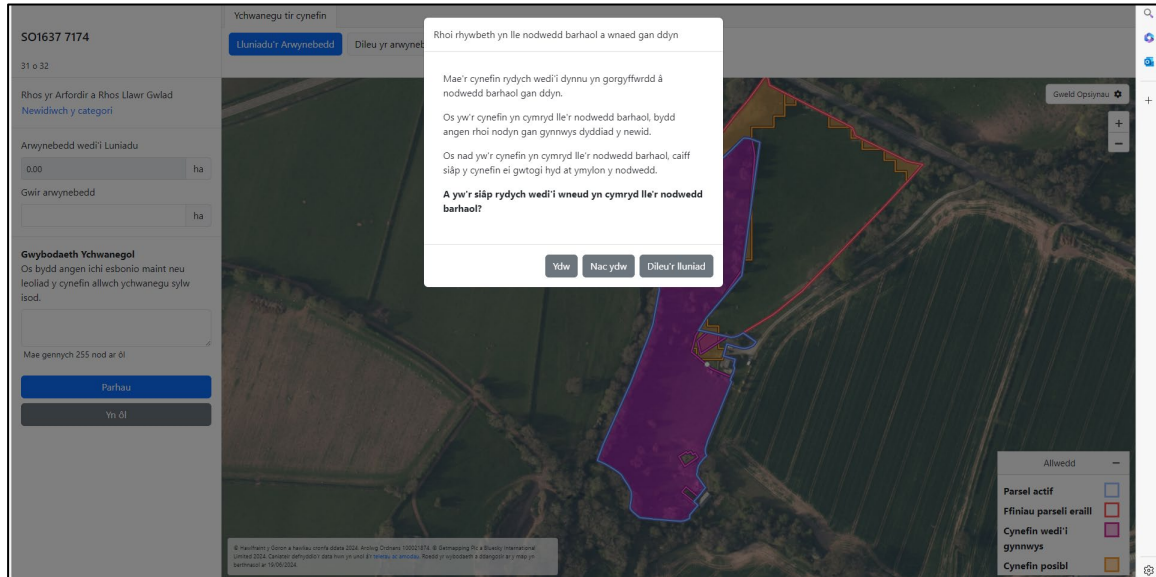 SO1637 7174
31 o 32
Rhos yr Arfordir a Rhos Llawr Gwlad
Newidiwch y categori
Arwynebedd wedi'i Luniadu
0.00 ha
Gwir arwynebedd
ha
Gwybodaeth Ychwanegol
Os bydd angen ichi esbonio maint neu
leoliad y cynefin allwch ychwanegu sylw
isod.
Mae gennych 255 nod ar ôl
Parhau
Yn ôl
Ychwanegu tir cynefin
Lluniadu'r Arwynebedd
Dileu yr
Rhoi rhywbeth yn lle nodwedd barhaol a wnaed gan ddyn
Mae'r cynefin rydych wedi'i dynnu yn gorgyffwrdd â
nodwedd barhaol gan ddyn.
Os yw'r cynefin yn cymryd lle'r nodwedd barhaol, bydd
angen rhoi nodyn gan gynnwys dyddiad y newid.
Os nad yw'r cynefin yn cymryd lle'r nodwedd barhaol, caiff
siâp y cynefin ei gwtogi hyd at ymylon y nodwedd.
A yw'r siâp rydych wedi'i wneud yn cymryd lle'r nodwedd
barhaol?
Ydw
Nac ydw
Dileu'r lluniad
Gweld Opsiynau
+
−
Allwedd −
Parsel actif
Ffiniau parseli eraill
Cynefin wedi'i
gynnwys
Cynefin posibl